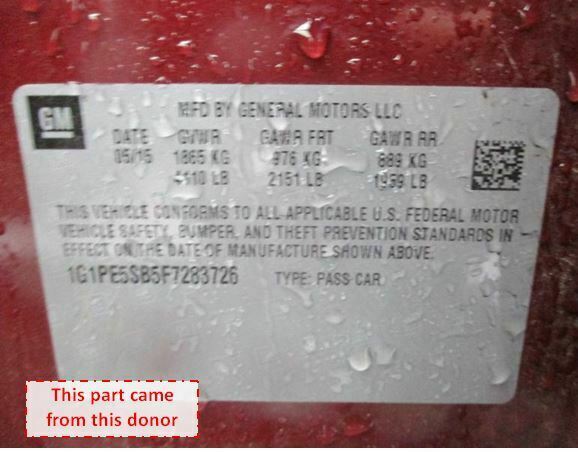 GM
MFD BY GENERAL MOTORS LLC
DATE GVWR GAWR FRT GAWR RR
05/15 1865 KG 976 KG 889 KG
4110 LB 2151 LB 1959 LB
THIS VEHICLE CONFORMS TO ALL APPLICABLE U.S. FEDERAL MOTOR
VEHICLE SAFETY, BUMPER, AND THEFT PREVENTION STANDARDS IN
EFFECT ON THE DATE OF MANUFACTURE SHOWN ABOVE.
1G1PE5SB5F7283726 TYPE: PASS CAR
This part came
from this donor